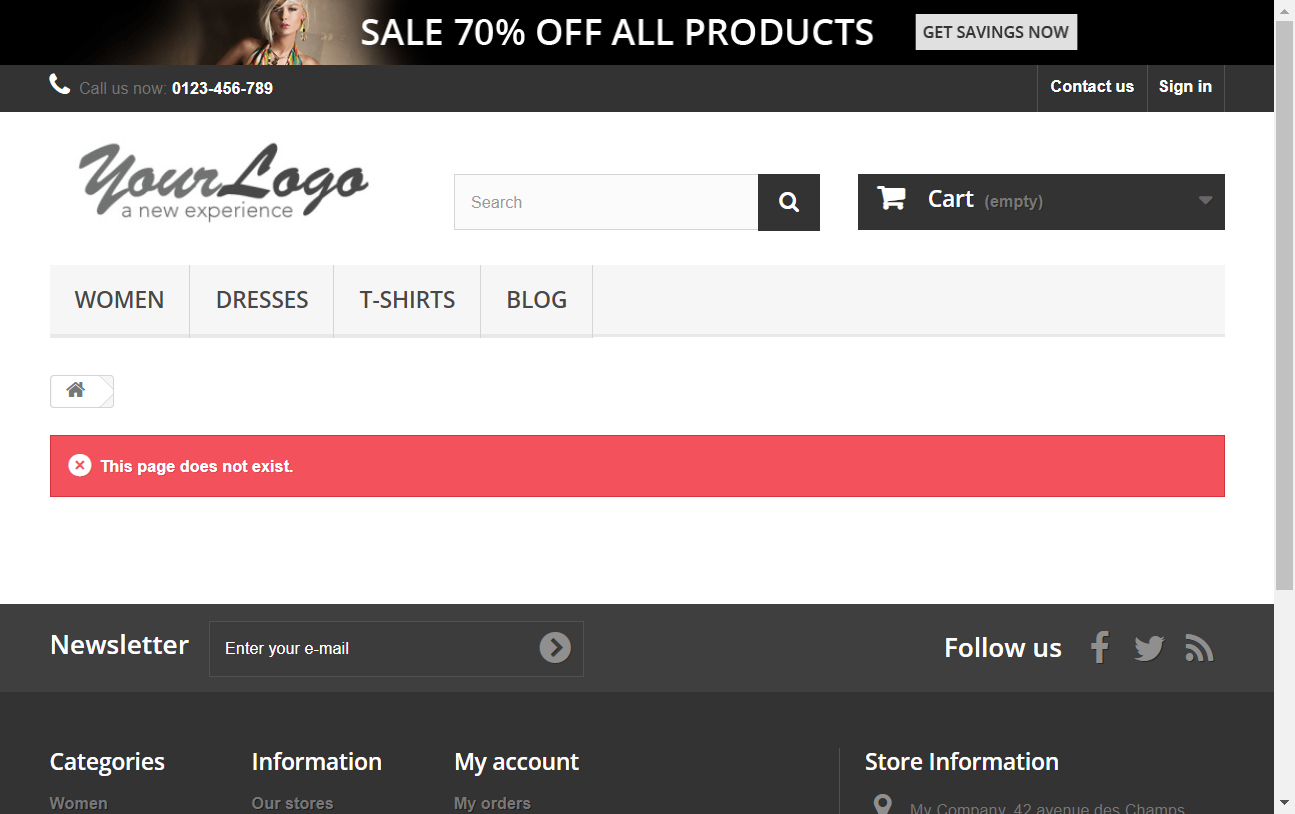 SALE 70% OFF ALL PRODUCTS
GET SAVINGS NOW
Call us now: 0123-456-789
Contact us
Sign in
YourLogo
a new experience
Search
Cart (empty)
WOMEN
DRESSES
T-SHIRTS
BLOG
This page does not exist.
Newsletter
Enter your e-mail
Follow us
Categories
Information
My account
Store Information
Women
Our stores
My orders
My Company, 42 avenue des Champs